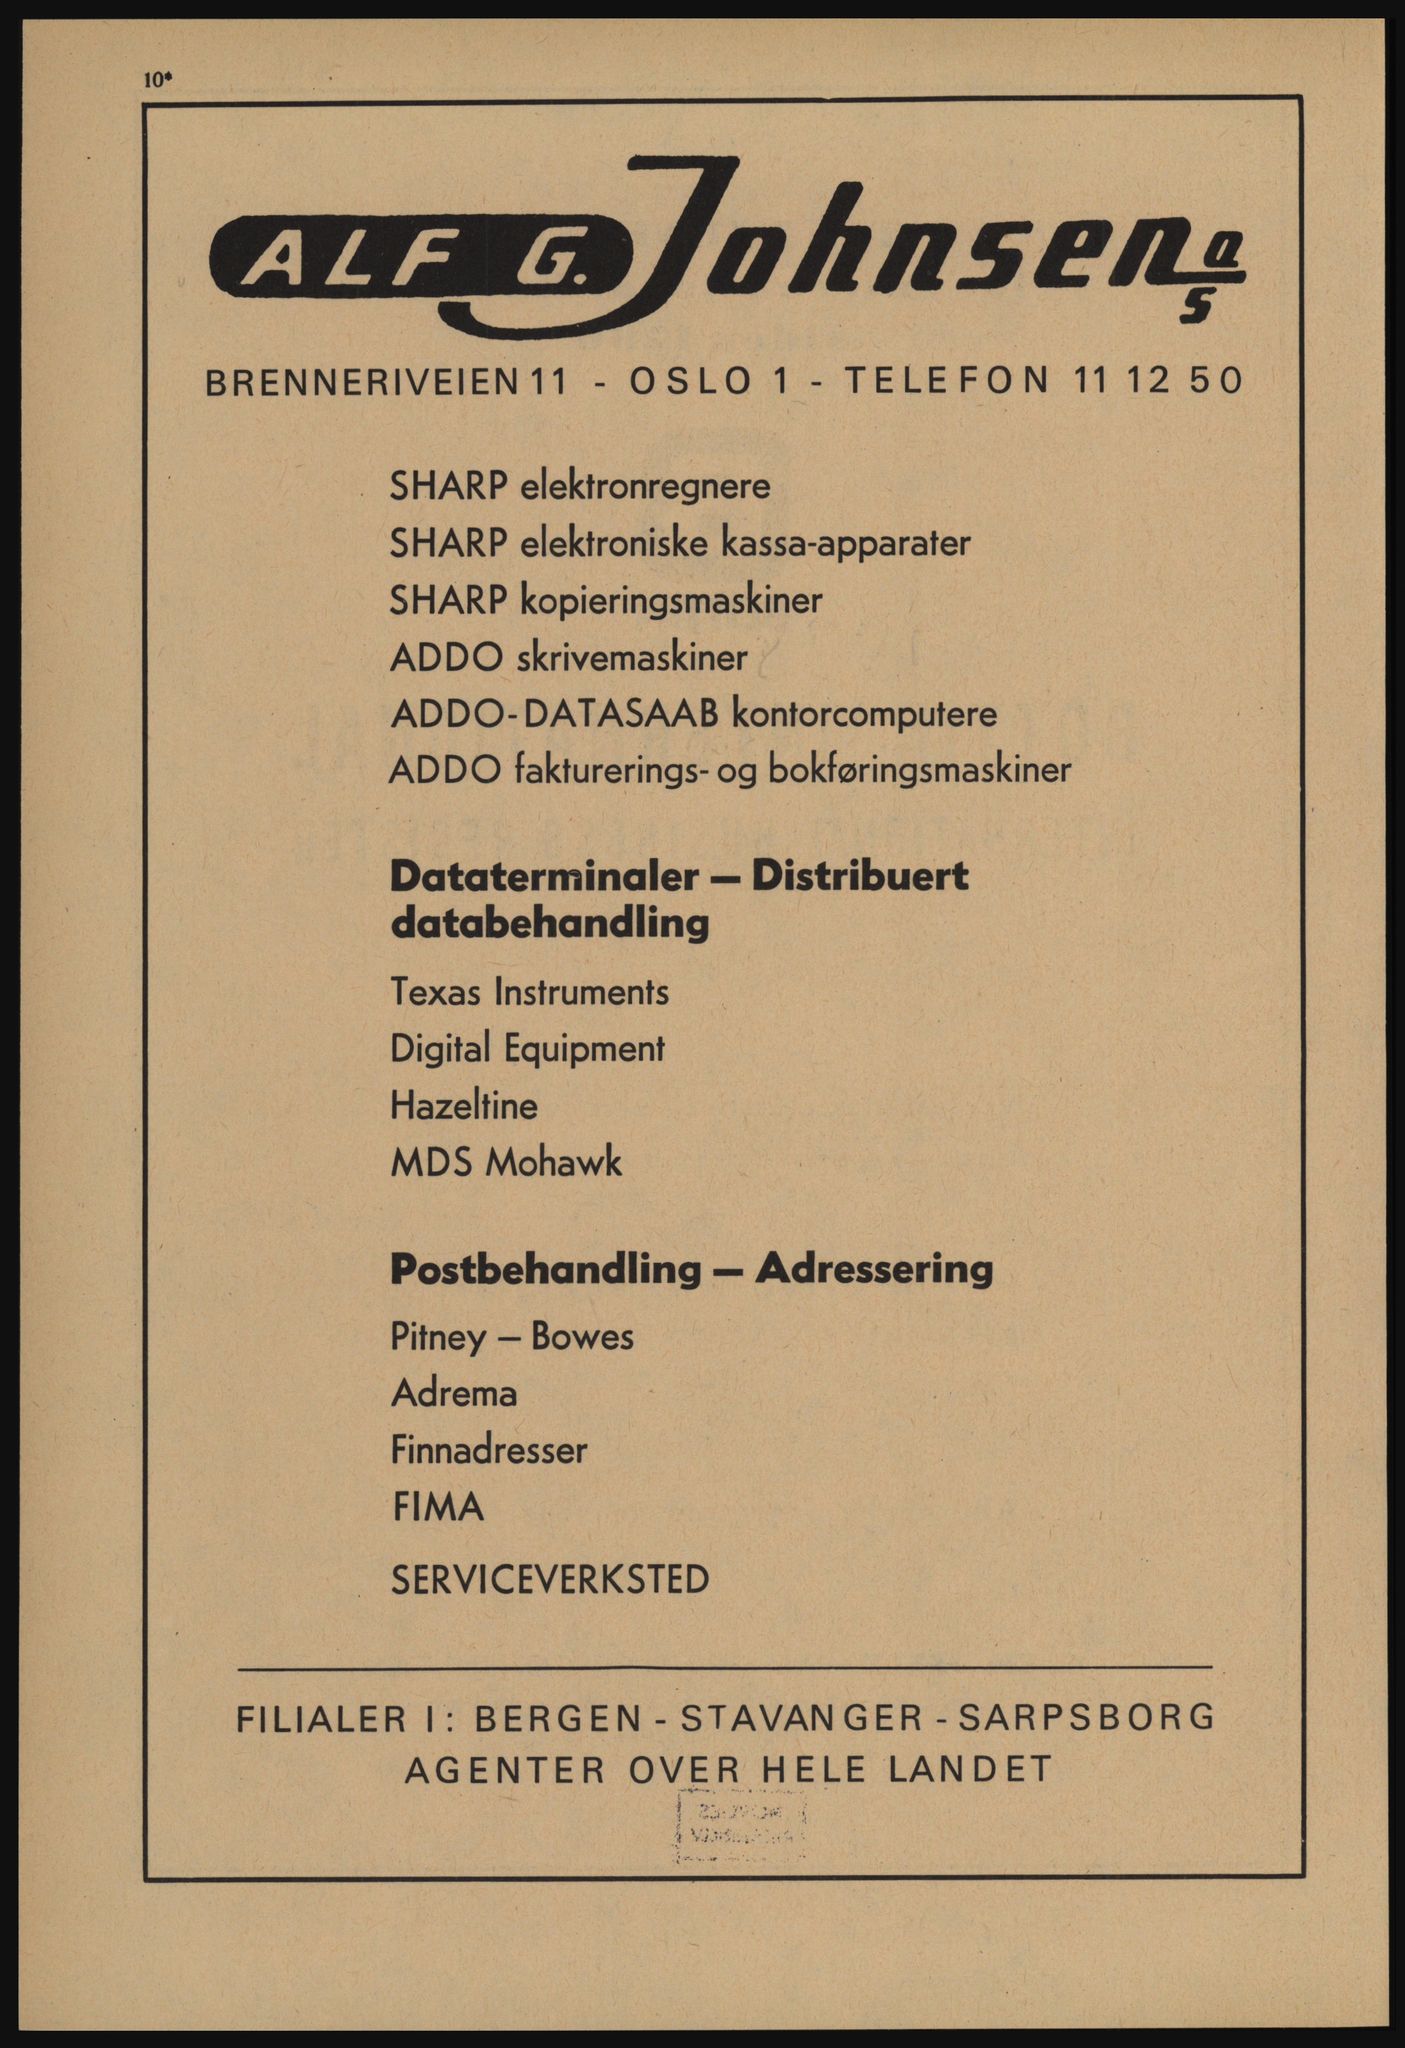 10*
ALF G. Johnsen a/s
BRENNERIVEIEN 11 - OSLO 1 - TELEFON 11 12 50
SHARP elektronregnere
SHARP elektroniske kassa-apparater
SHARP kopieringsmaskiner
ADDO skrivemaskiner
ADDO-DATASAAB kontorcomputere
ADDO fakturerings- og bokføringsmaskiner
Dataterminaler – Distribuert
databehandling
Texas Instruments
Digital Equipment
Hazeltine
MDS Mohawk
Postbehandling – Adressering
Pitney – Bowes
Adrema
Finnadresser
FIMA
SERVICEVERKSTED
FILIALER I: BERGEN - STAVANGER - SARPSBORG
AGENTER OVER HELE LANDET